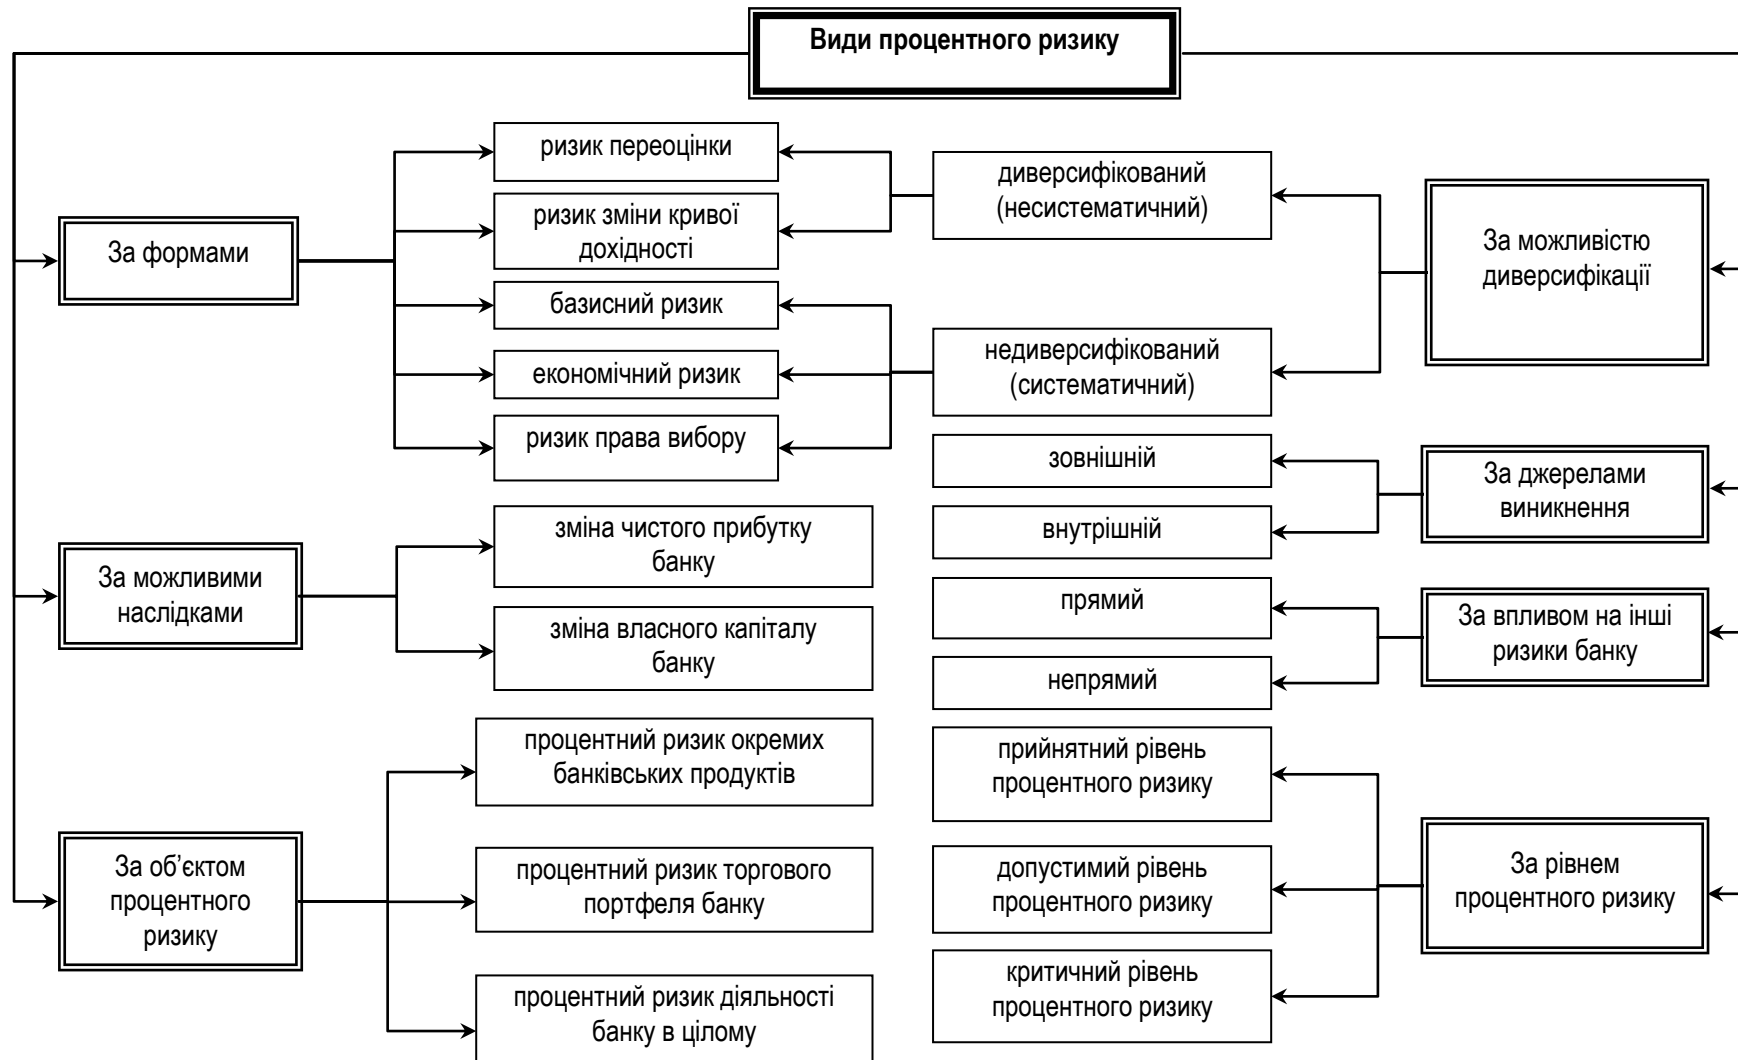 Види процентного ризику
За формами
ризик переоцінки
ризик зміни кривої
дохідності
базисний ризик
економічний ризик
ризик права вибору
За можливими
наслідками
зміна чистого прибутку
банку
зміна власного капіталу
банку
За об’єктом
процентного
ризику
процентний ризик окремих
банківських продуктів
процентний ризик торгового
портфеля банку
процентний ризик діяльності
банку в цілому
диверсифікований
(несистематичний)
недиверсифікований
(систематичний)
За можливістю
диверсифікації
зовнішній
внутрішній
За джерелами
виникнення
прямий
непрямий
За впливом на інші
ризики банку
прийнятний рівень
процентного ризику
допустимий рівень
процентного ризику
критичний рівень
процентного ризику
За рівнем
процентного ризику